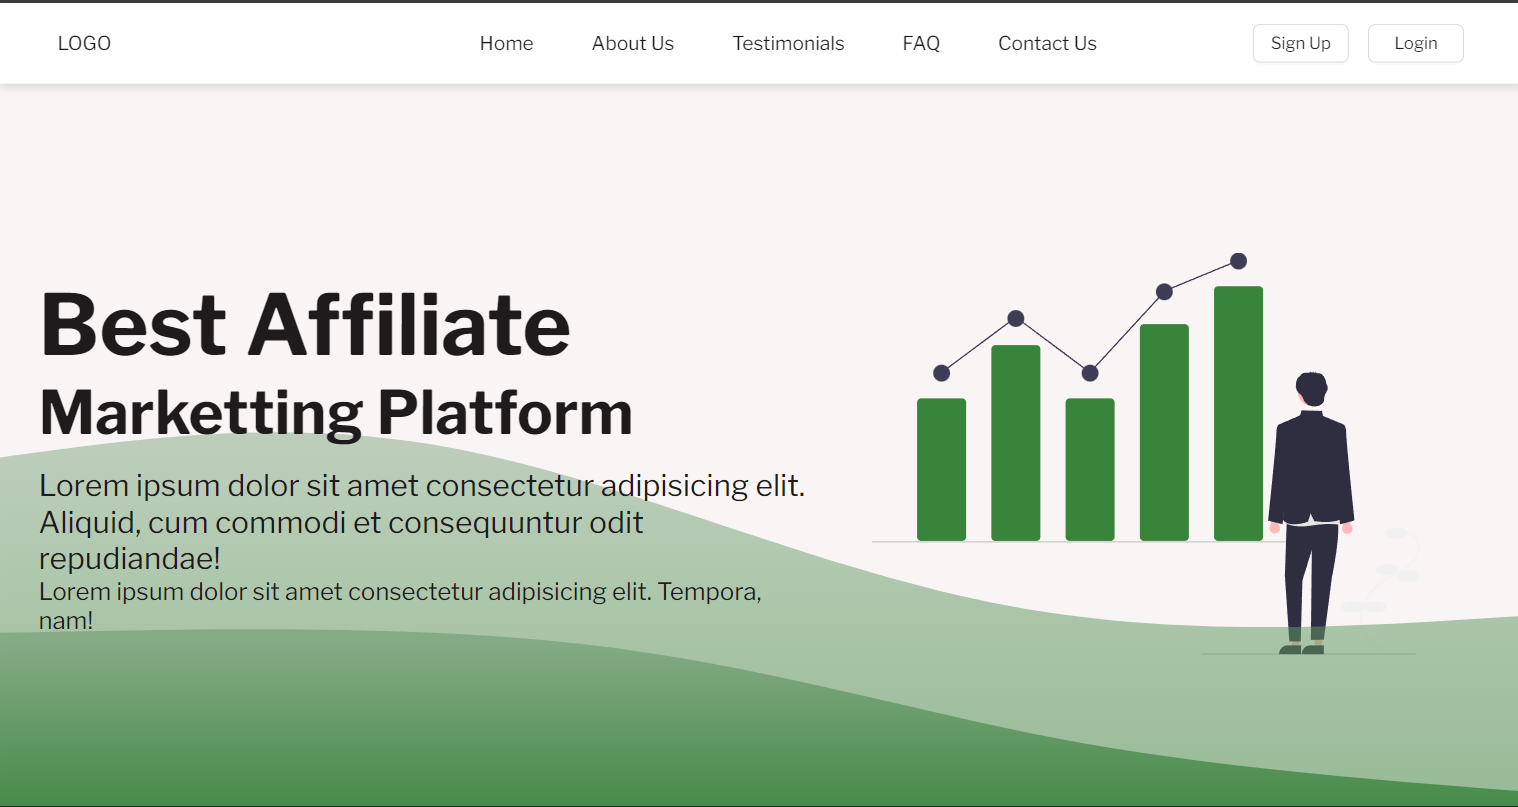 LOGO
Home
About Us
Testimonials
FAQ
Contact Us
Sign Up
Login
Best Affiliate
Marketting Platform
Lorem ipsum dolor sit amet consectetur adipisicing elit.
Aliquid, cum commodi et consequuntur odit
repudiandae!
Lorem ipsum dolor sit amet consectetur adipisicing elit. Tempora,
nam!